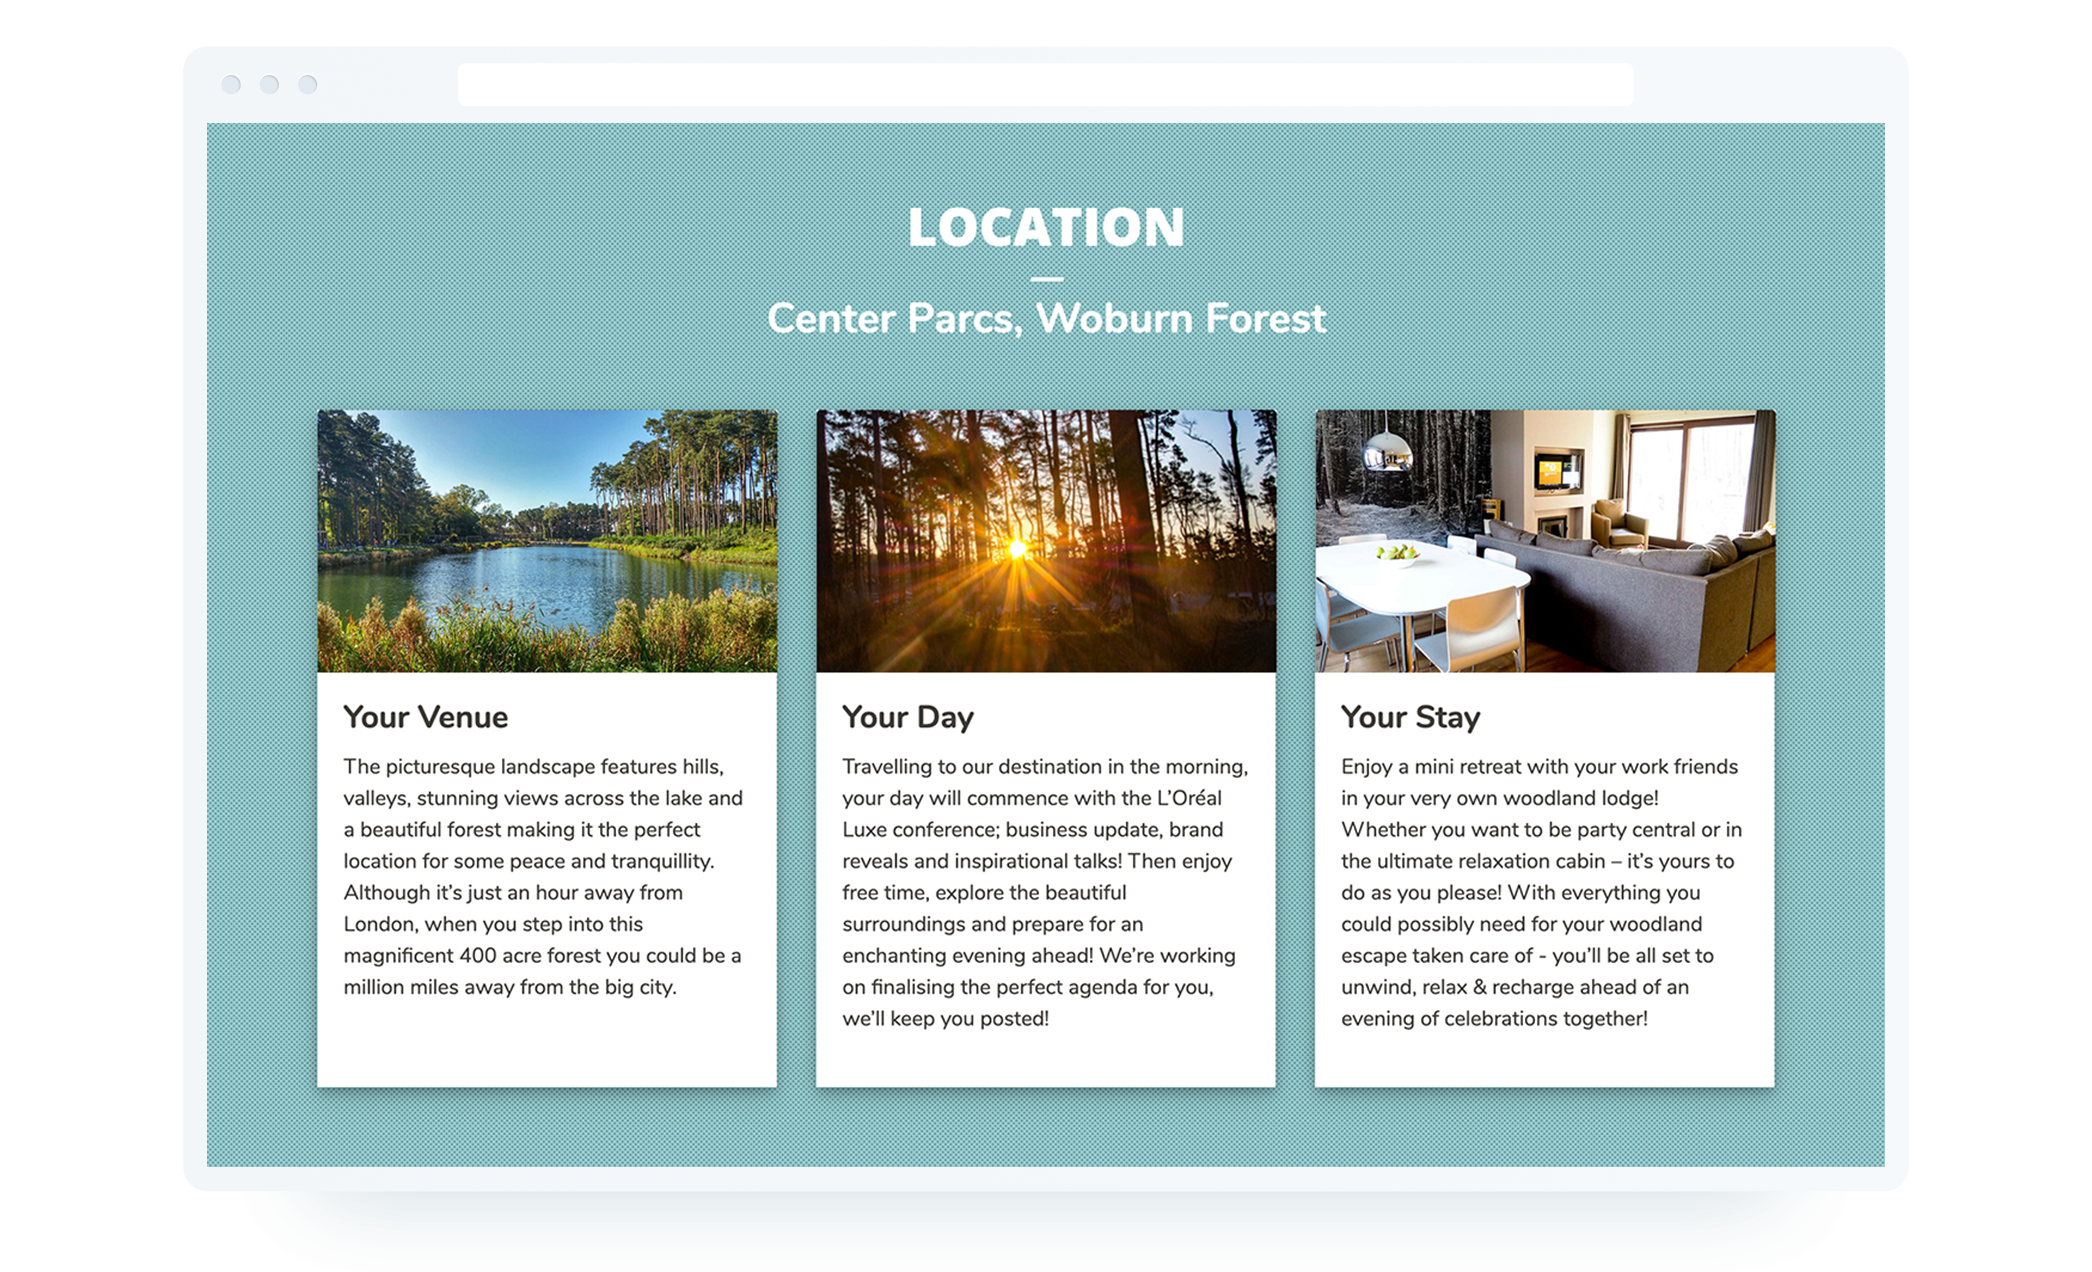 LOCATION
Center Parcs, Woburn Forest
Your Venue
The picturesque landscape features hills,
valleys, stunning views across the lake and
a beautiful forest making it the perfect
location for some peace and tranquillity.
Although it’s just an hour away from
London, when you step into this
magnificent 400 acre forest you could be a
million miles away from the big city.
Your Day
Travelling to our destination in the morning,
your day will commence with the L’Oréal
Luxe conference; business update, brand
reveals and inspirational talks! Then enjoy
free time, explore the beautiful
surroundings and prepare for an
enchanting evening ahead! We’re working
on finalising the perfect agenda for you,
we’ll keep you posted!
Your Stay
Enjoy a mini retreat with your work friends
in your very own woodland lodge!
Whether you want to be party central or in
the ultimate relaxation cabin – it’s yours to
do as you please! With everything you
could possibly need for your woodland
escape taken care of - you’ll be all set to
unwind, relax & recharge ahead of an
evening of celebrations together!